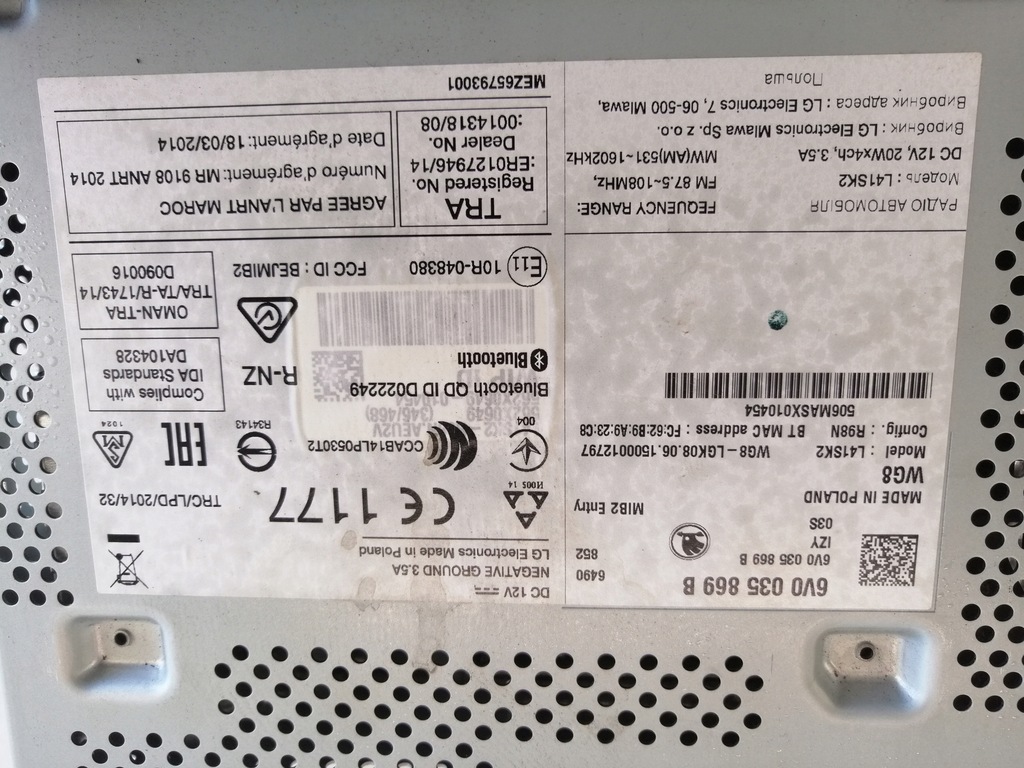 6V0 035 869 B
6V0 035 869 B
IZY
03S
6490
852
MADE IN POLAND
MIB2 Entry
WG8
Model : L41SK2 WG8-LGK08.06.1500012797
Config. : R98N BT MAC address : FC:62:B9:A9:23:C8
506MASX010454
РАДІО АВТОМОБІЛЯ
Модель : L41SK2
DC 12V, 20Wx4ch, 3.5A
FEQUENCY RANGE:
FM 87.5~108MHz,
MW(AM)531~1602kHz
Виробник : LG Electronics Mlawa Sp. z o.o.
Виробник адреса : LG Electronics 7, 06-500 Mlawa,
Польша
DC 12V
NEGATIVE GROUND 3.5A
LG Electronics Made in Poland
И005 14
CE 1177
TRC/LPD/2014/32
004
CCAB14LP0530T2
R34143
EAC
1024
Bluetooth QD ID D022249
Bluetooth
R-NZ
Complies with
IDA Standards
DA104328
OMAN-TRA
TRA/TA-R/1743/14
D090016
E11
10R-048380
FCC ID : BEJMIB2
TRA
Registered No.
:ER0127946/14
Dealer No.
:0014318/08
AGREE PAR L'ANRT MAROC
Numéro d'agrément: MR 9108 ANRT 2014
Date d'agrément: 18/03/2014
MEZ65793001